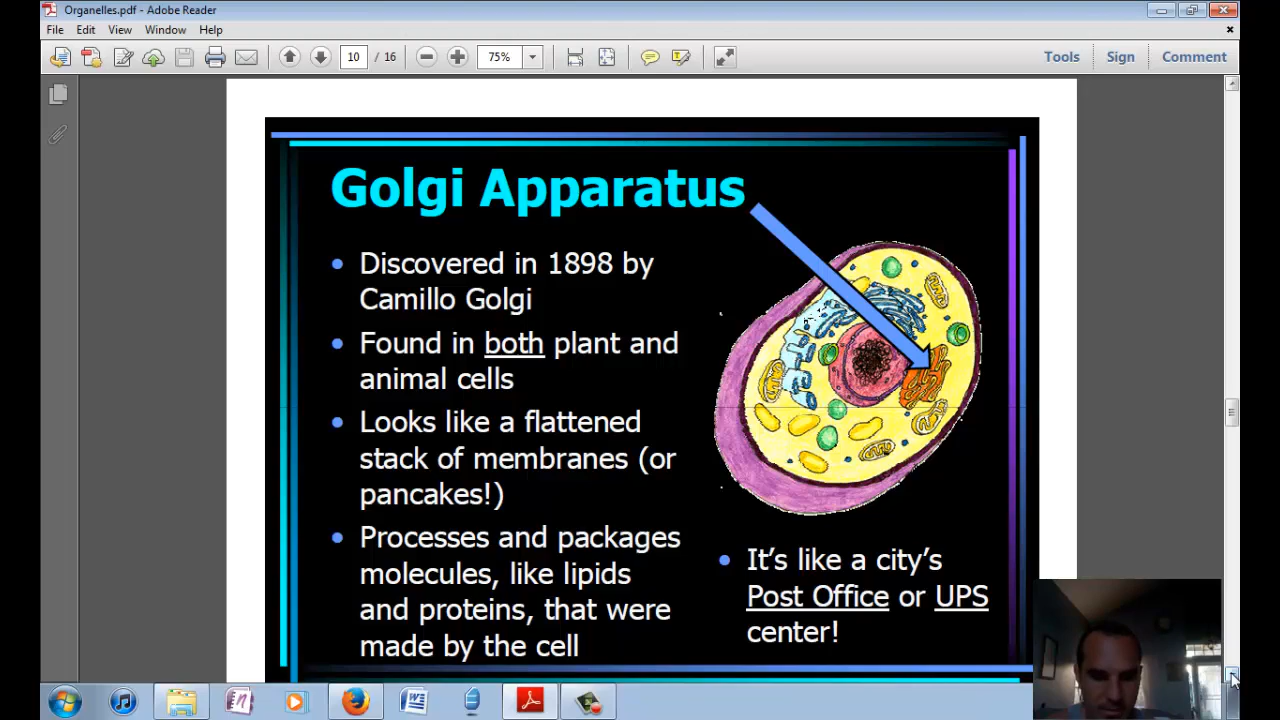 Organelles.pdf - Adobe Reader
File Edit View Window Help
10 / 16 75% Tools Sign Comment
Golgi Apparatus
• Discovered in 1898 by
Camillo Golgi
• Found in both plant and
animal cells
• Looks like a flattened
stack of membranes (or
pancakes!)
• Processes and packages
molecules, like lipids
and proteins, that were
made by the cell
• It’s like a city’s
Post Office or UPS
center!